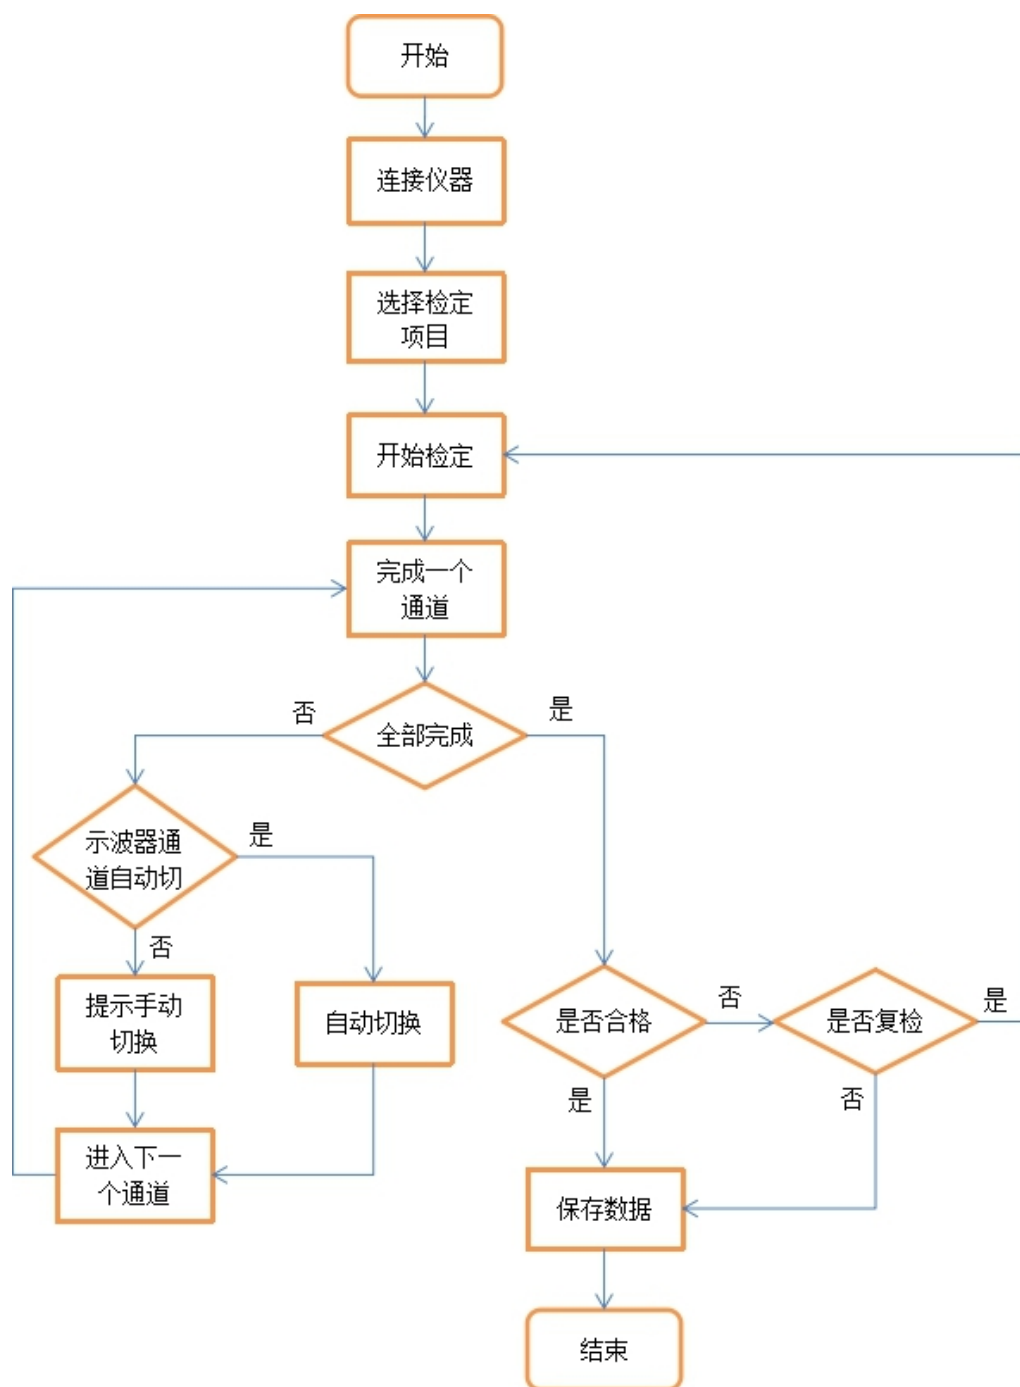 开始
连接仪器
选择检定
项目
开始检定
完成一个
通道
否
是
全部完成
示波器通
道自动切
是
否
提示手动
切换
自动切换
是否合格
否
是否复检
是
是
否
进入下一
个通道
保存数据
结束